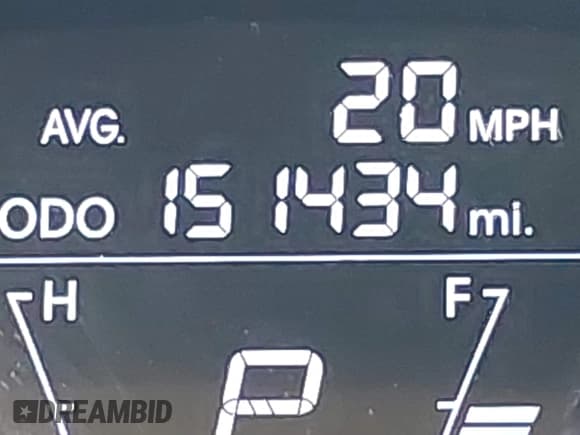 AVG. 20 MPH
ODO 151434 mi.
H F
P
DREAMBID